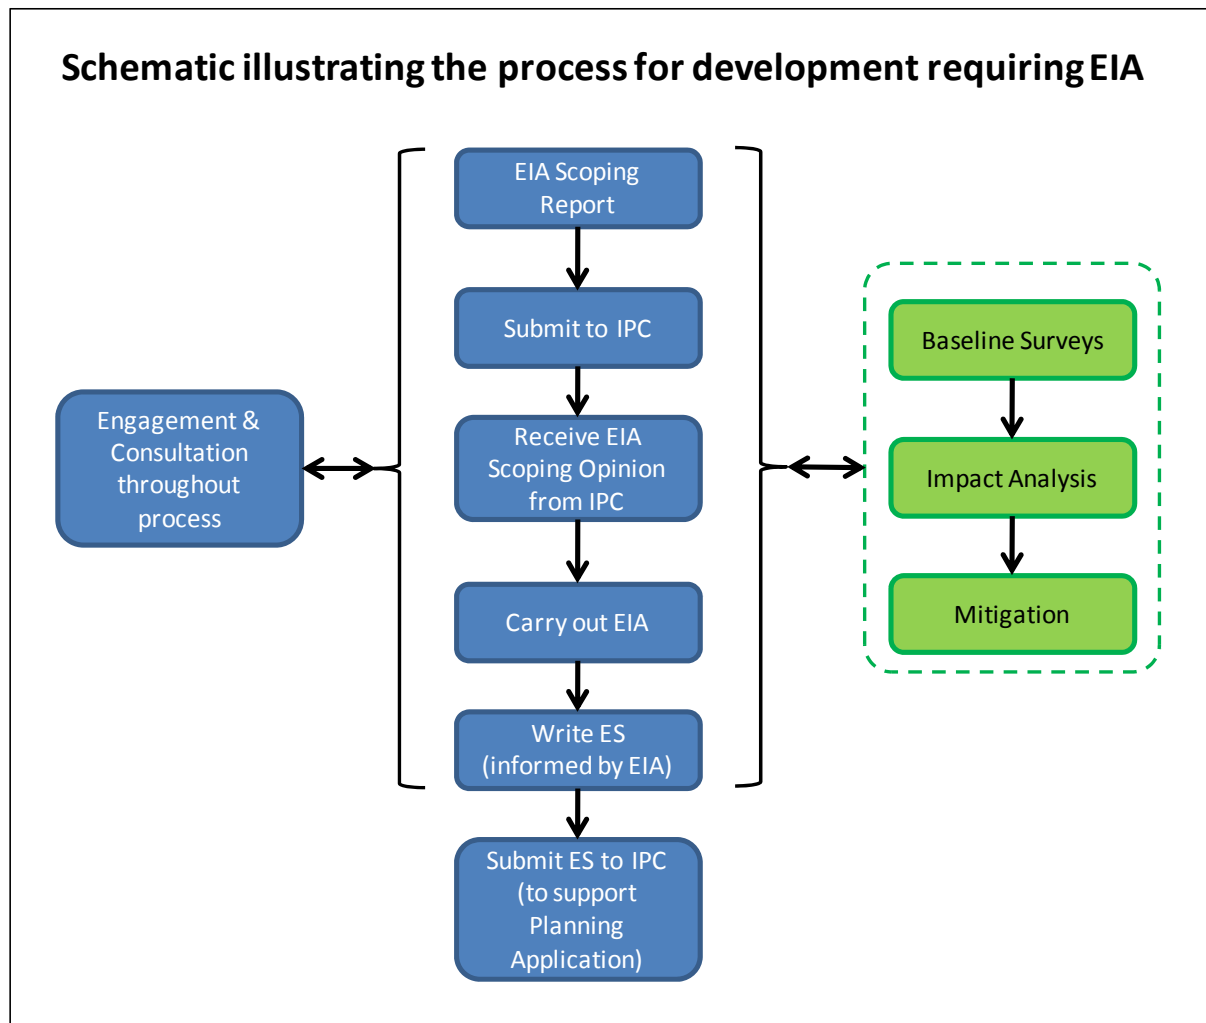 Schematic illustrating the process for development requiring EIA
EIA Scoping
Report
Submit to IPC
Receive EIA
Scoping Opinion
from IPC
Carry out EIA
Write ES
(informed by EIA)
Submit ES to IPC
(to support
Planning
Application)
Engagement &
Consultation
throughout
process
Baseline Surveys
Impact Analysis
Mitigation